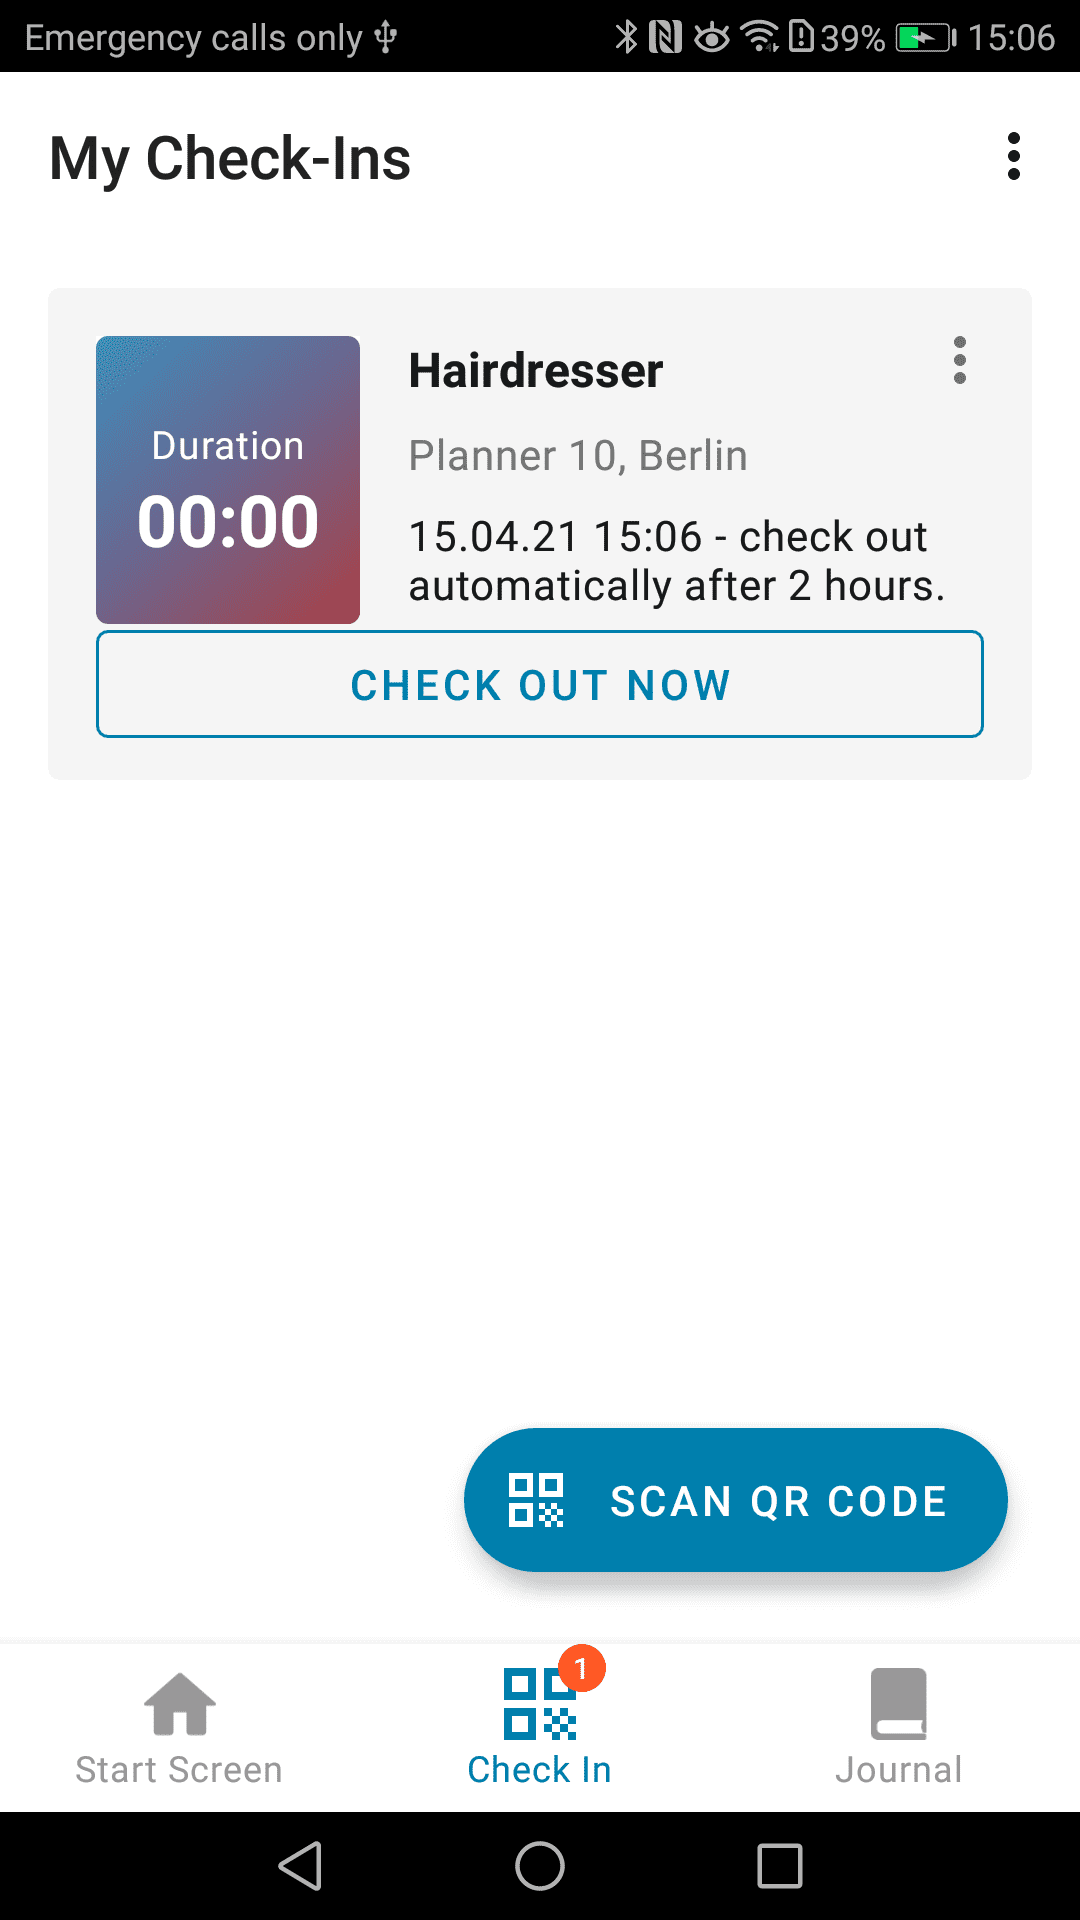 Emergency calls only 39% 15:06
My Check-Ins
Hairdresser
Duration
00:00
Planner 10, Berlin
15.04.21 15:06 - check out
automatically after 2 hours.
CHECK OUT NOW
SCAN QR CODE
1
Start Screen
Check In
Journal